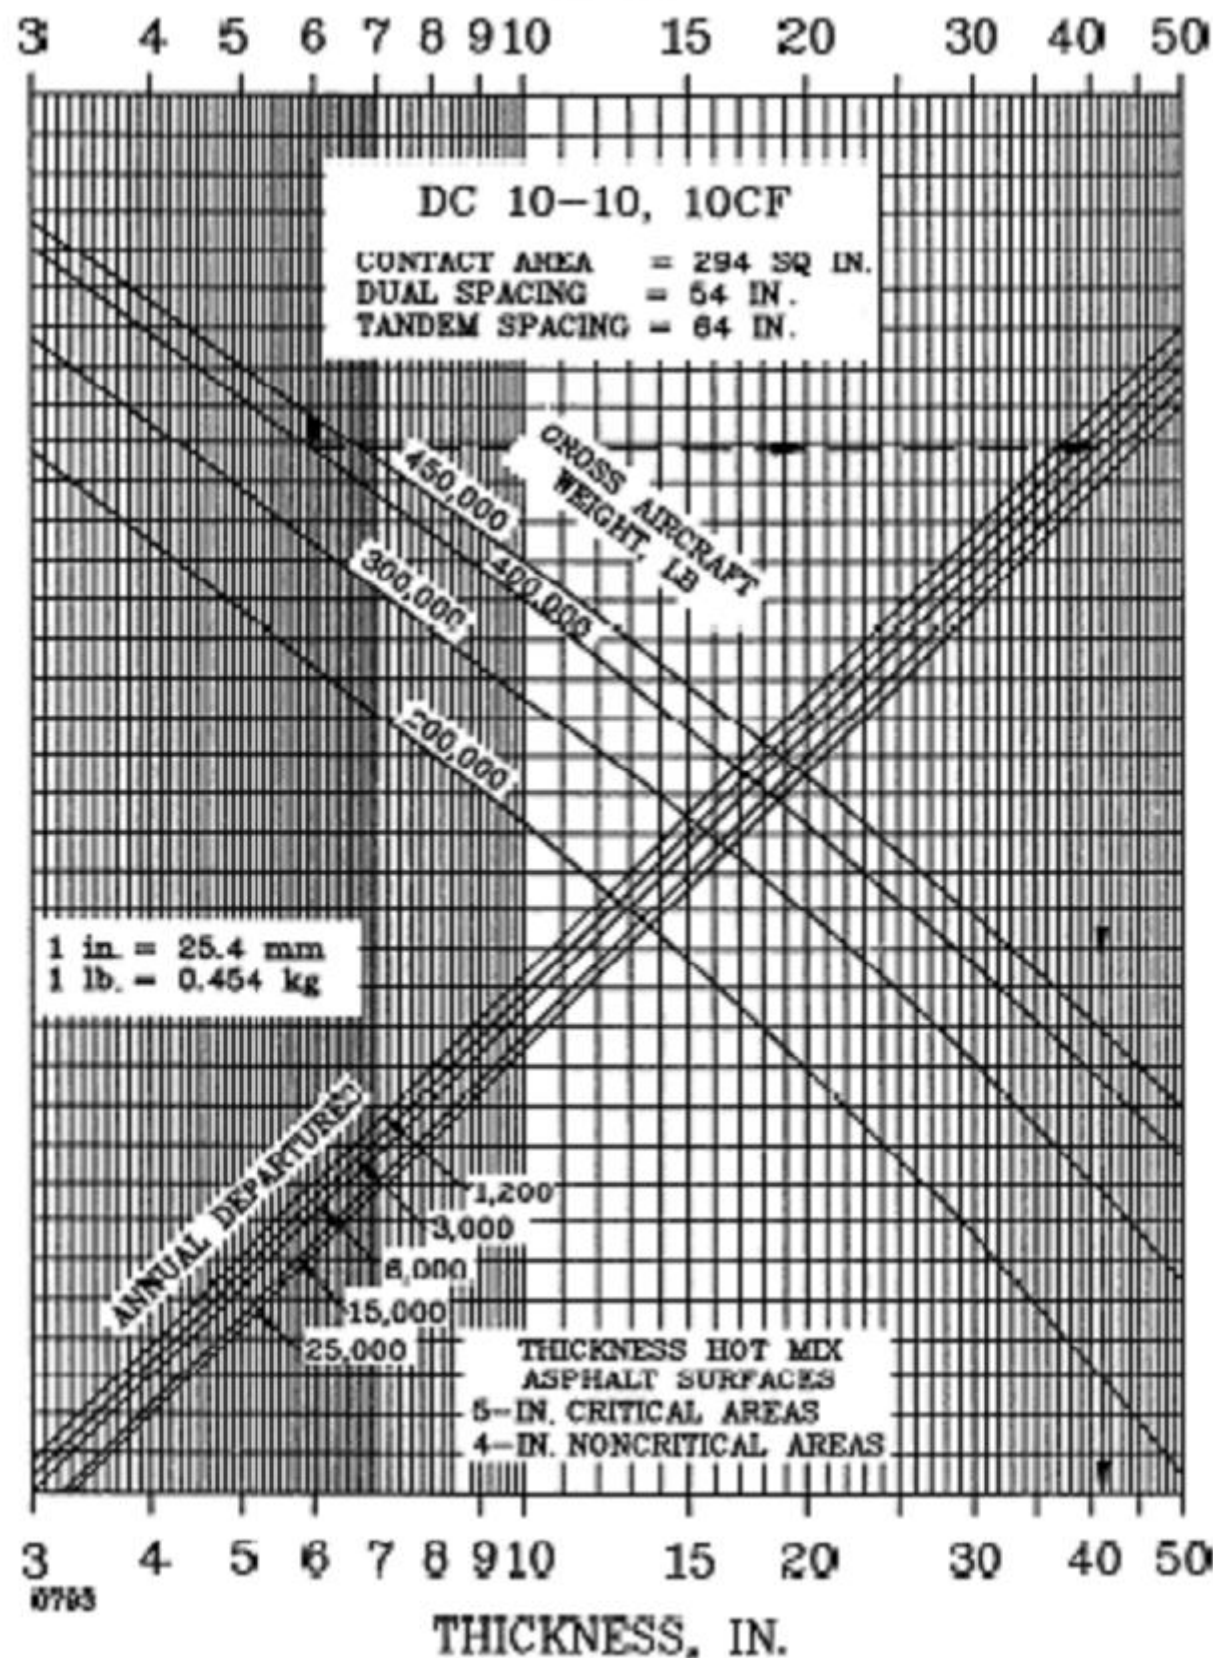 3 4 5 6 7 8 9 10 15 20 30 40 50
DC 10-10, 10CF
CONTACT AREA = 294 SQ IN.
DUAL SPACING = 54 IN.
TANDEM SPACING = 64 IN.
GROSS AIRCRAFT
WEIGHT, LB
450,000
400,000
300,000
200,000
1 in. = 25.4 mm
1 lb. = 0.454 kg
ANNUAL DEPARTURES
1,200
3,000
6,000
15,000
25,000
THICKNESS HOT MIX
ASPHALT SURFACES
5-IN. CRITICAL AREAS
4-IN. NONCRITICAL AREAS
3 4 5 6 7 8 9 10 15 20 30 40 50
0793
THICKNESS, IN.